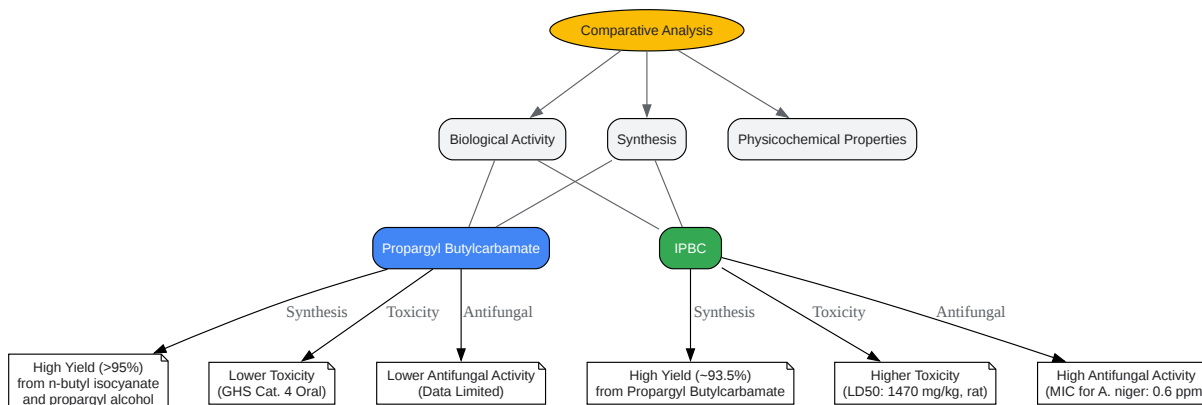 Comparative Analysis
Biological Activity
Synthesis
Physicochemical Properties
Propargyl Butylcarbamate
IPBC
Synthesis
Toxicity
Antifungal
Synthesis
Toxicity
Antifungal
High Yield (>95%)
from n-butyl isocyanate
and propargyl alcohol
Lower Toxicity
(GHS Cat. 4 Oral)
Lower Antifungal Activity
(Data Limited)
High Yield (~93.5%)
from Propargyl Butylcarbamate
Higher Toxicity
(LD50: 1470 mg/kg, rat)
High Antifungal Activity
(MIC for A. niger: 0.6 ppm)